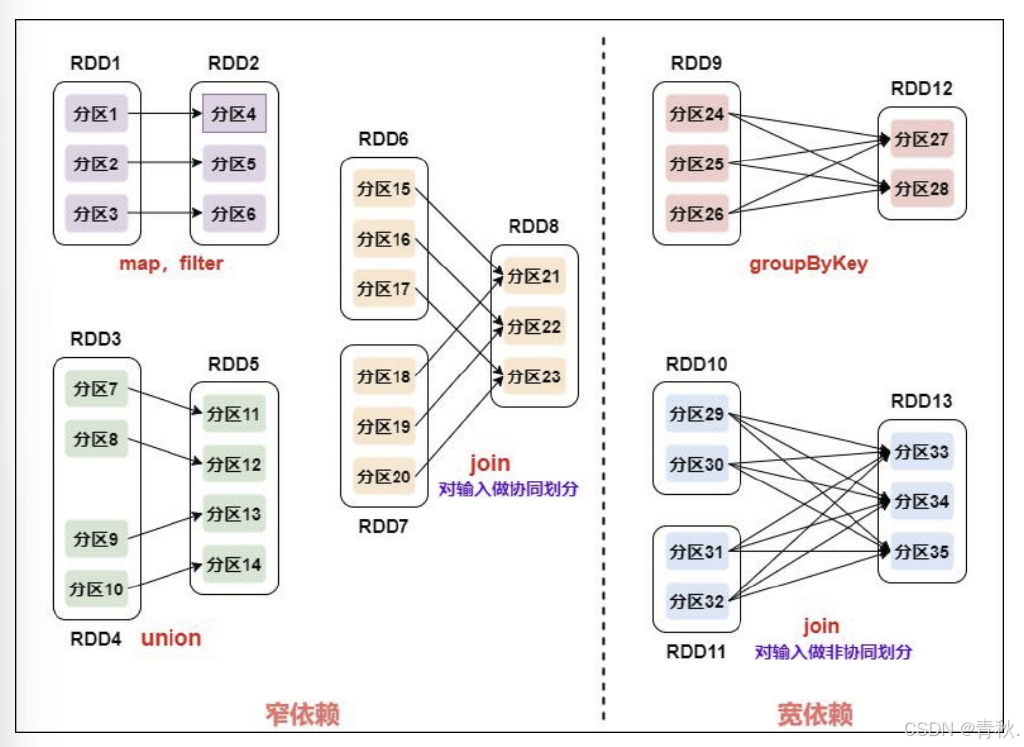 RDD1
分区1
分区2
分区3
RDD2
分区4
分区5
分区6
map，filter
RDD3
分区7
分区8
分区9
分区10
RDD4
RDD5
分区11
分区12
分区13
分区14
union
RDD6
分区15
分区16
分区17
分区18
分区19
分区20
RDD7
RDD8
分区21
分区22
分区23
join
对输入做协同划分
窄依赖
RDD9
分区24
分区25
分区26
RDD12
分区27
分区28
groupByKey
RDD10
分区29
分区30
分区31
分区32
RDD11
RDD13
分区33
分区34
分区35
join
对输入做非协同划分
宽依赖
CSDN @青秋.